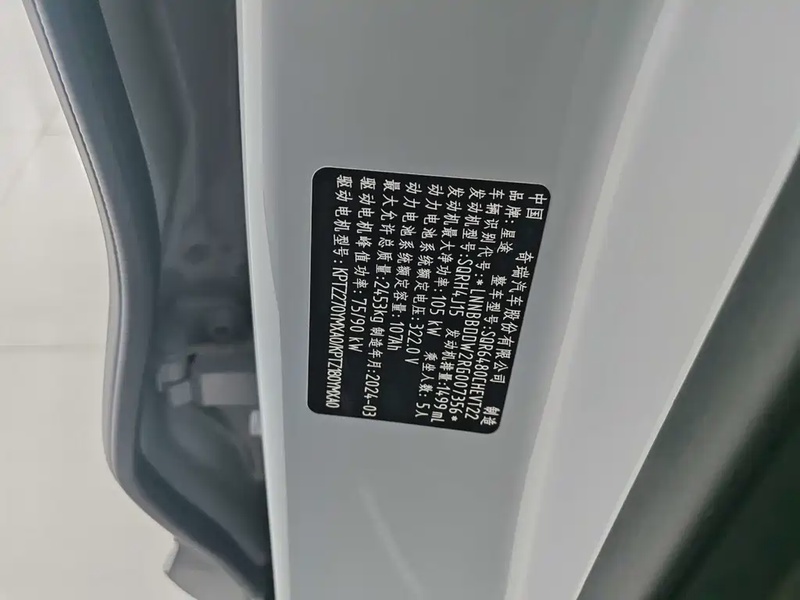 中国 奇瑞汽车股份有限公司 制造
品牌:星途 整车型号:SQR6480CHEVT22
车辆识别代号:*LNNBBDDW2RG007356*
发动机型号:SQRH4J15 发动机排量:1499mL
发动机最大净功率:105 kW 乘坐人数:5人
动力电池系统额定电压:322.0V
动力电池系统额定容量:107Ah
最大允许总质量:2453kg 制造年月:2024-03
驱动电机峰值功率:75/90 kW
驱动电机型号:KPTZ270YMXA0/KPTZ180YMXA0